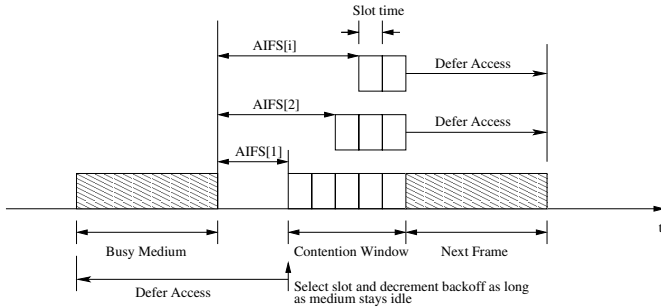 Slot time
AIFS[i]
Defer Access
AIFS[2]
Defer Access
AIFS[1]
t
Busy Medium
Contention Window
Next Frame
Defer Access
Select slot and decrement backoff as long
as medium stays idle